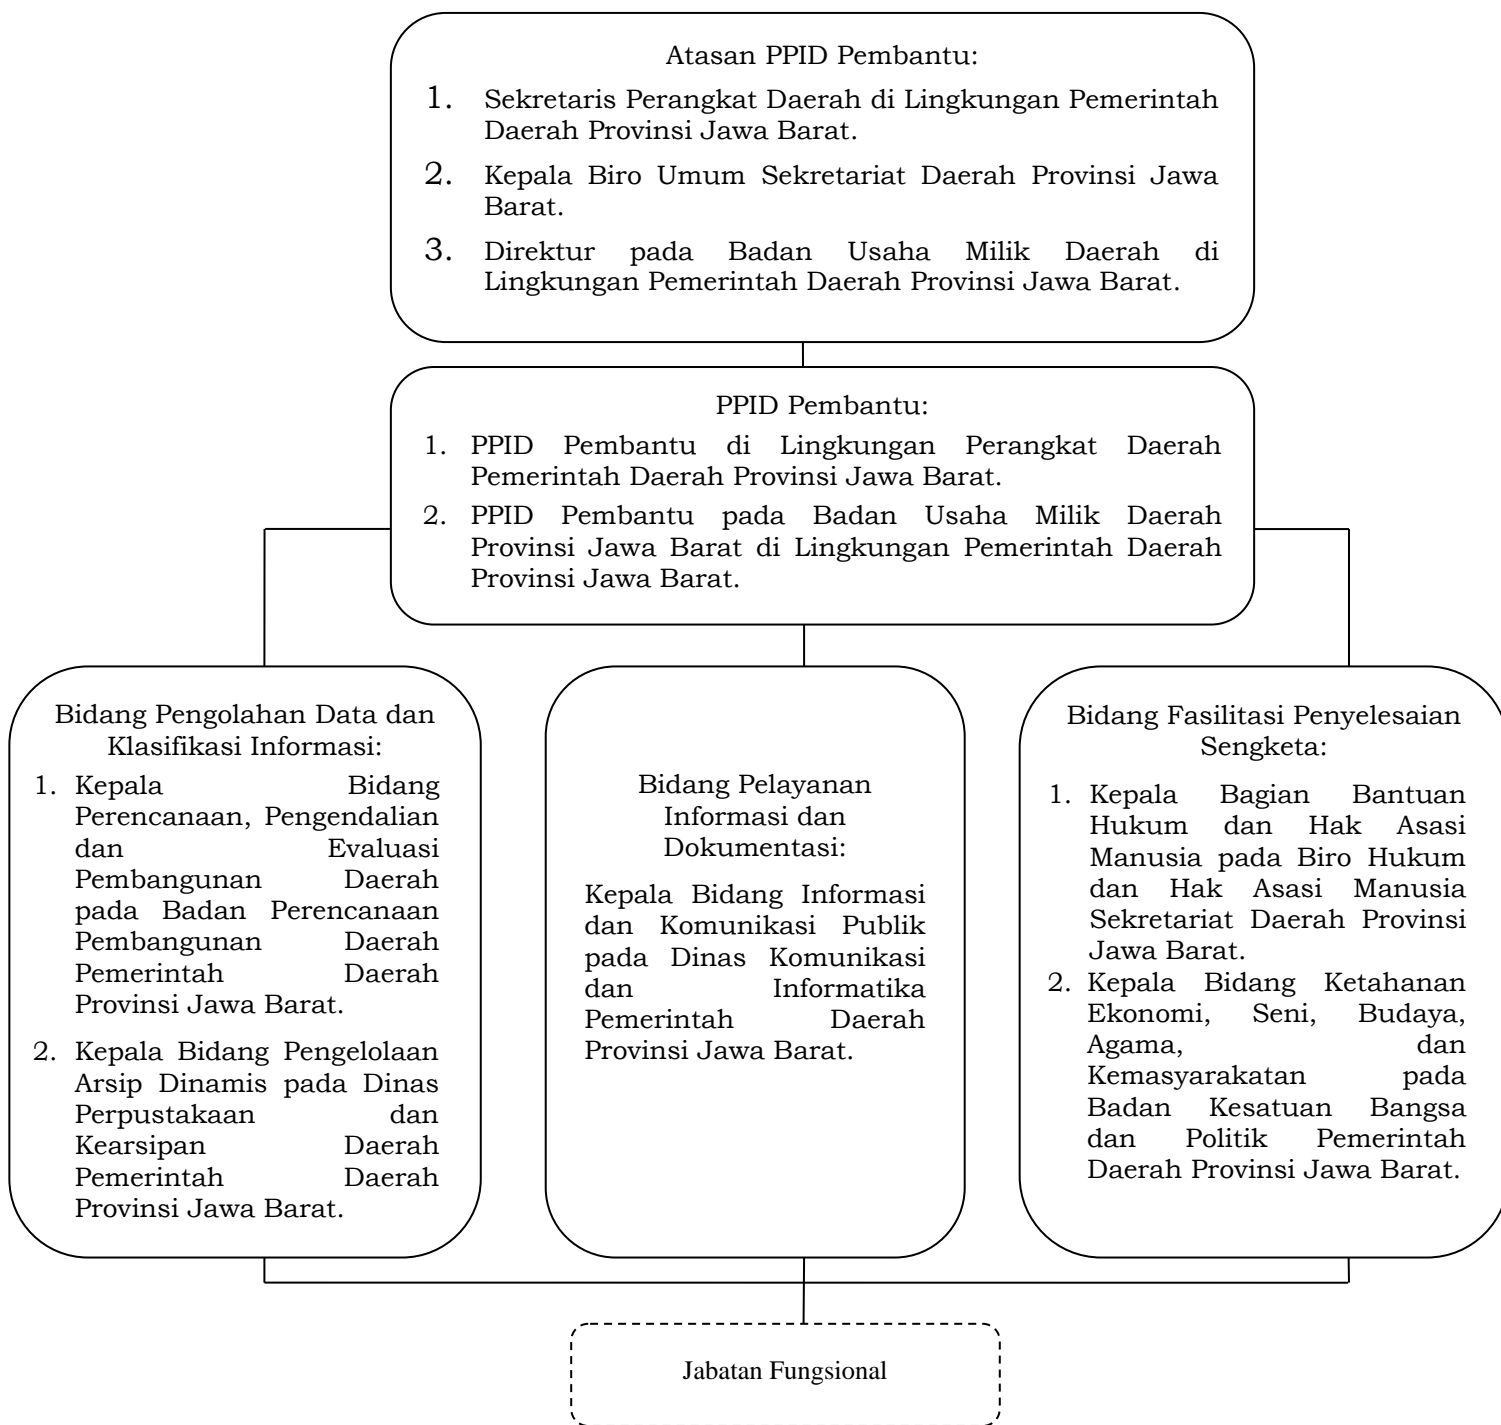 Atasan PPID Pembantu:
1. Sekretaris Perangkat Daerah di Lingkungan Pemerintah
Daerah Provinsi Jawa Barat.
2. Kepala Biro Umum Sekretariat Daerah Provinsi Jawa
Barat.
3. Direktur pada Badan Usaha Milik Daerah di
Lingkungan Pemerintah Daerah Provinsi Jawa Barat.
PPID Pembantu:
1. PPID Pembantu di Lingkungan Perangkat Daerah
Pemerintah Daerah Provinsi Jawa Barat.
2. PPID Pembantu pada Badan Usaha Milik Daerah
Provinsi Jawa Barat di Lingkungan Pemerintah Daerah
Provinsi Jawa Barat.
Bidang Pengolahan Data dan
Klasifikasi Informasi:
1. Kepala Bidang
Perencanaan, Pengendalian
dan Evaluasi
Pembangunan Daerah
pada Badan Perencanaan
Pembangunan Daerah
Pemerintah Daerah
Provinsi Jawa Barat.
2. Kepala Bidang Pengelolaan
Arsip Dinamis pada Dinas
Perpustakaan dan
Kearsipan Daerah
Pemerintah Daerah
Provinsi Jawa Barat.
Bidang Pelayanan
Informasi dan
Dokumentasi:
Kepala Bidang Informasi
dan Komunikasi Publik
pada Dinas Komunikasi
dan Informatika
Pemerintah Daerah
Provinsi Jawa Barat.
Bidang Fasilitasi Penyelesaian
Sengketa:
1. Kepala Bagian Bantuan
Hukum dan Hak Asasi
Manusia pada Biro Hukum
dan Hak Asasi Manusia
Sekretariat Daerah Provinsi
Jawa Barat.
2. Kepala Bidang Ketahanan
Ekonomi, Seni, Budaya,
Agama, dan
Kemasyarakatan pada
Badan Kesatuan Bangsa
dan Politik Pemerintah
Daerah Provinsi Jawa Barat.
Jabatan Fungsional